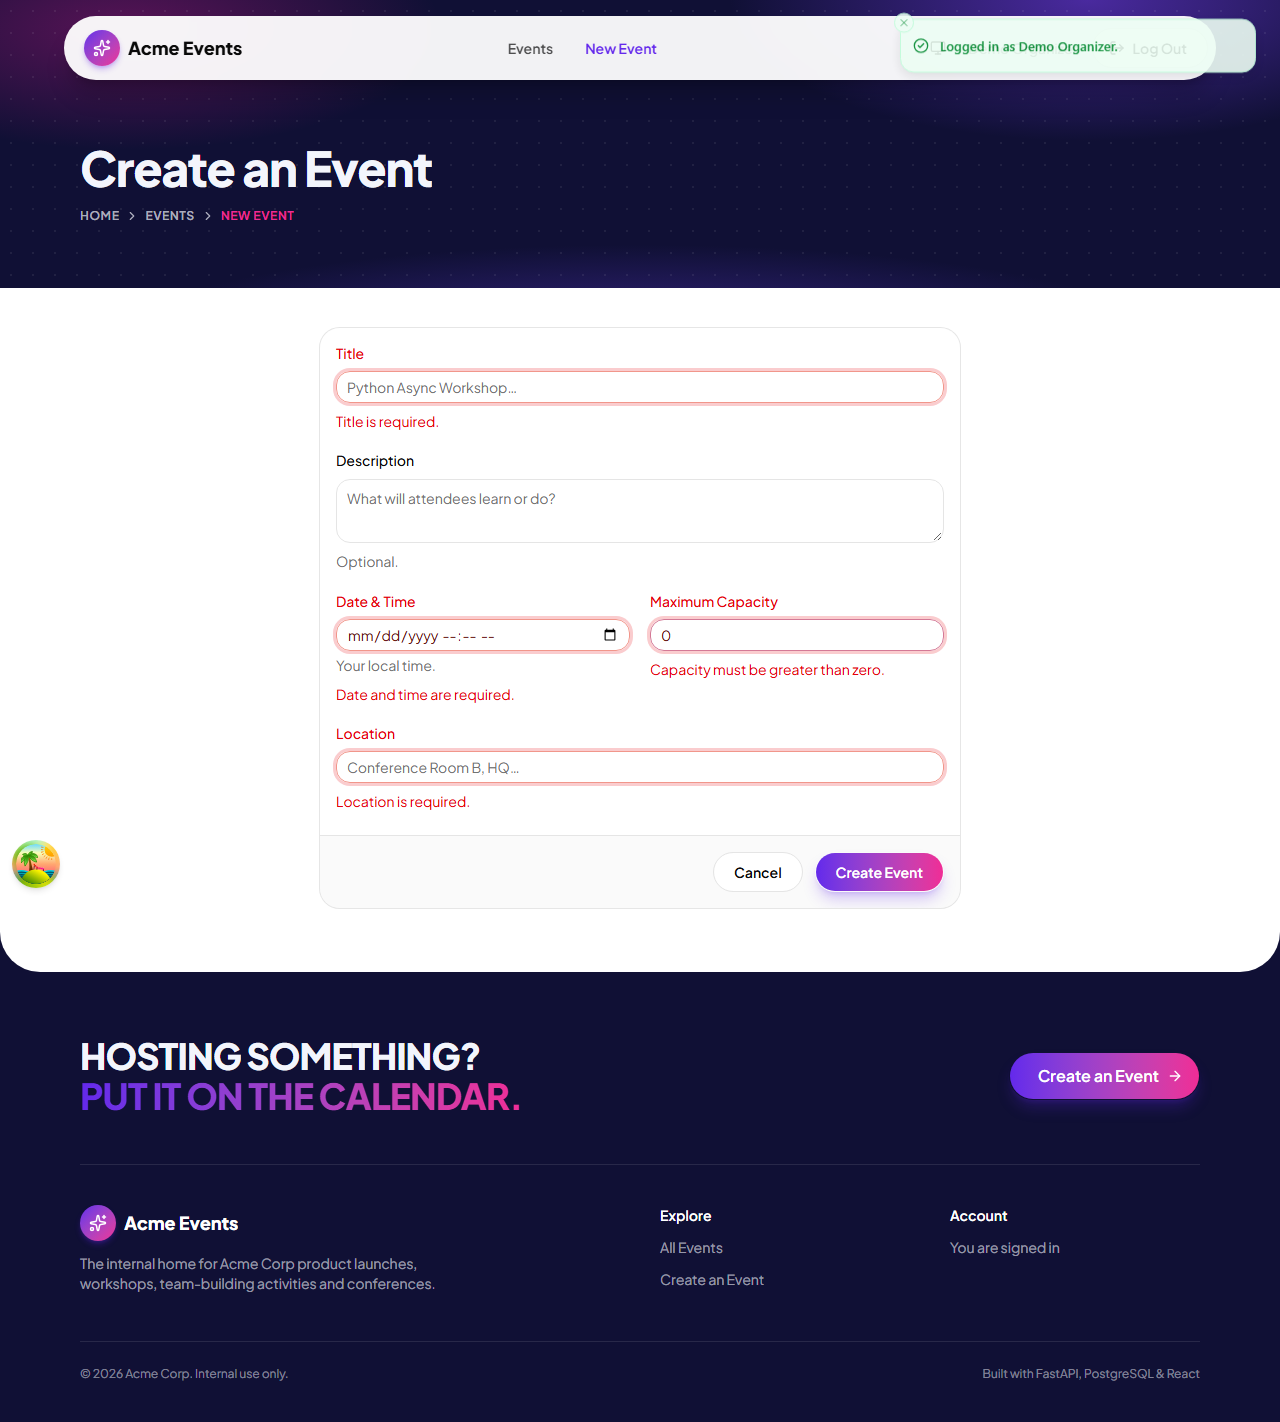 Acme Events
Events
New Event
Logged in as Demo Organizer.
Log Out
Create an Event
HOME
EVENTS
NEW EVENT
Title
Python Async Workshop...
Title is required.
Description
What will attendees learn or do?
Optional.
Date & Time
Maximum Capacity
mm/dd/yyyy --:-- --
0
Your local time.
Capacity must be greater than zero.
Date and time are required.
Location
Conference Room B, HQ...
Location is required.
Cancel
Create Event
HOSTING SOMETHING?
PUT IT ON THE CALENDAR.
Create an Event
Acme Events
The internal home for Acme Corp product launches,
workshops, team-building activities and conferences.
Explore
All Events
Create an Event
Account
You are signed in
© 2026 Acme Corp. Internal use only.
Built with FastAPI, PostgreSQL & React